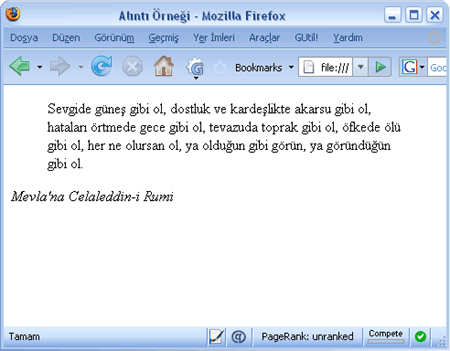 Alıntı Örneği - Mozilla Firefox
Dosya Düzen Görünüm Geçmiş Yer İmleri Araçlar GUtil! Yardım
Bookmarks file:/// G Goo
Sevgide güneş gibi ol, dostluk ve kardeşlikte akarsu gibi ol,
hataları örtmede gece gibi ol, tevazuda toprak gibi ol, öfkede ölü
gibi ol, her ne olursan ol, ya olduğun gibi görün, ya göründüğün
gibi ol.
Mevla'na Celaleddin-i Rumi
Tamam @ PageRank: unranked Compete